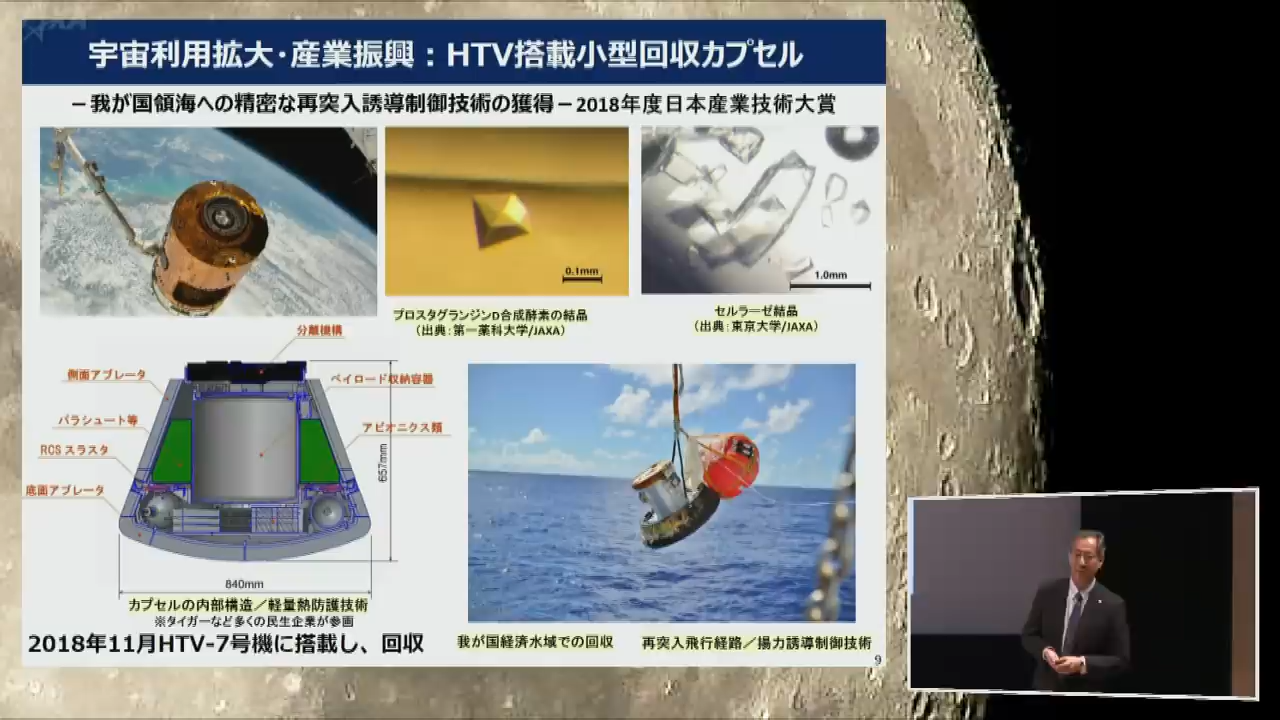 JAXA
宇宙利用拡大・産業振興：HTV搭載小型回収カプセル
－我が国領海への精密な再突入誘導制御技術の獲得－2018年度日本産業技術大賞
0.1mm
1.0mm
プロスタグランジンD合成酵素の結晶
（出典：第一薬科大学/JAXA）
セルラーゼ結晶
（出典：東京大学/JAXA）
分離機構
側面アブレータ
ペイロード収納容器
パラシュート等
アビオニクス類
RCSスラスタ
657mm
底面アブレータ
840mm
カプセルの内部構造／軽量熱防護技術
※タイガーなど多くの民生企業が参画
2018年11月HTV-7号機に搭載し、回収
我が国経済水域での回収
再突入飛行経路／揚力誘導制御技術
9